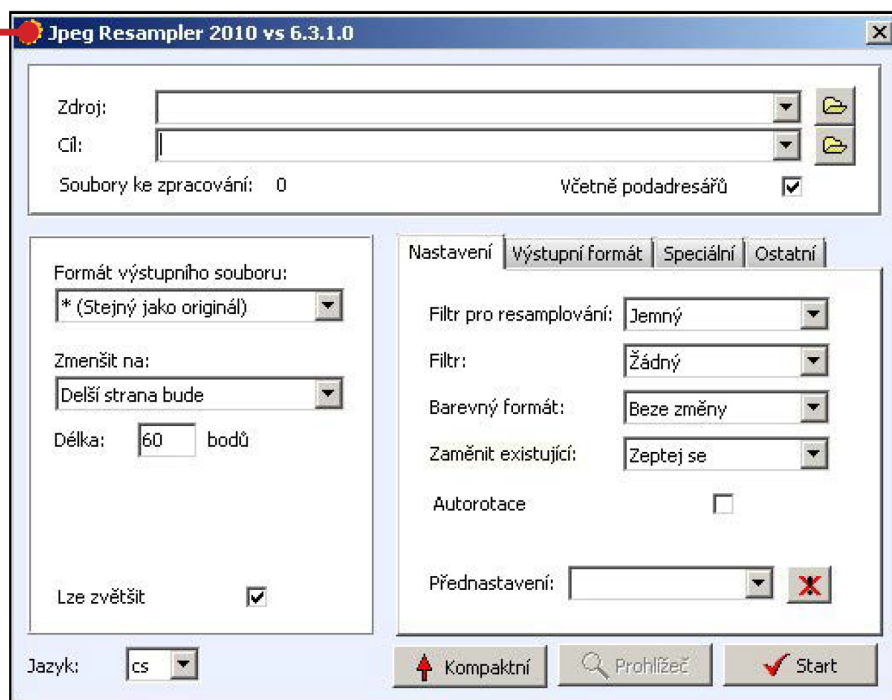 Jpeg Resampler 2010 vs 6.3.1.0
Zdroj:
Cíl:
Soubory ke zpracování: 0 Včetně podadresářů
Formát výstupního souboru:
* (Stejný jako originál)
Zmenšit na:
Delší strana bude
Délka: 60 bodů
Lze zvětšit
Nastavení Výstupní formát Speciální Ostatní
Filtr pro resamplování: Jemný
Filtr: Žádný
Barevný formát: Beze změny
Zaměnit existující: Zeptej se
Autorotace
Přednastavení:
Jazyk: cs Kompaktní Prohlížeč Start